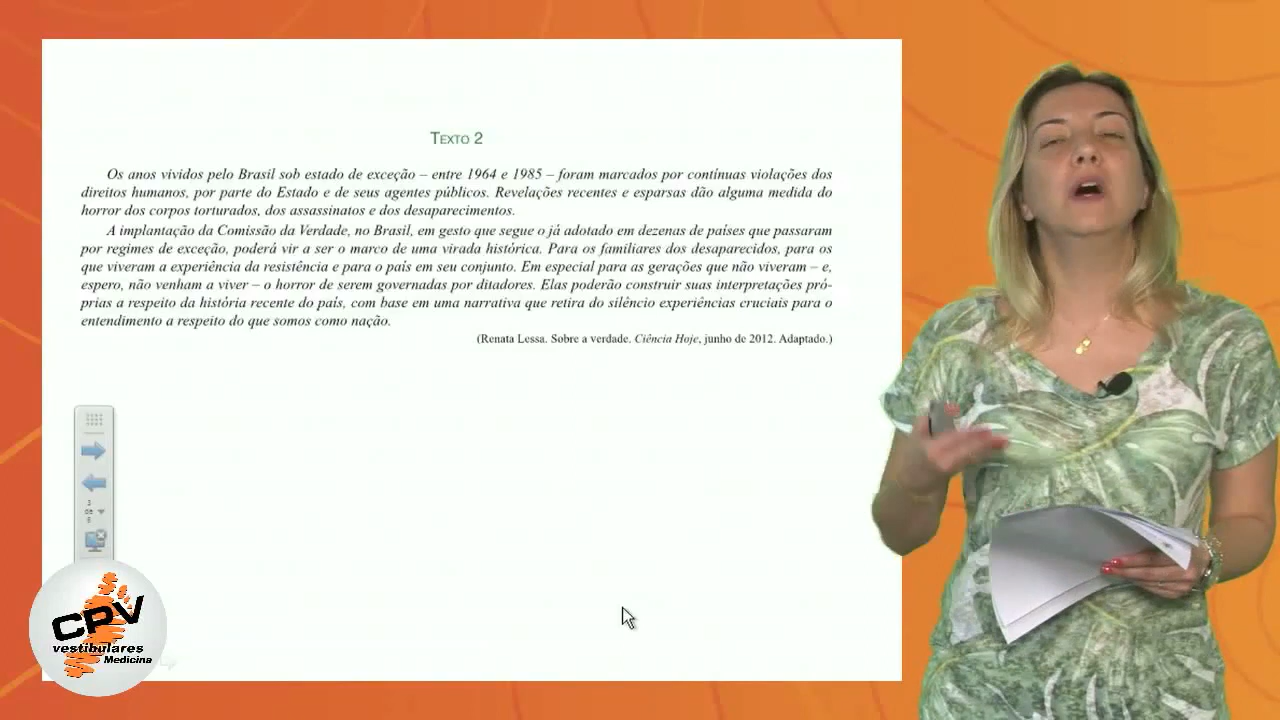 TEXTO 2
Os anos vividos pelo Brasil sob estado de exceção – entre 1964 e 1985 – foram marcados por contínuas violações dos
direitos humanos, por parte do Estado e de seus agentes públicos. Revelações recentes e esparsas dão alguma medida do
horror dos corpos torturados, dos assassinatos e dos desaparecimentos.
A implantação da Comissão da Verdade, no Brasil, em gesto que segue o já adotado em dezenas de países que passaram
por regimes de exceção, poderá vir a ser o marco de uma virada histórica. Para os familiares dos desaparecidos, para os
que viveram a experiência da resistência e para o país em seu conjunto. Em especial para as gerações que não viveram – e,
espero, não venham a viver – o horror de serem governadas por ditadores. Elas poderão construir suas interpretações pró-
prias a respeito da história recente do país, com base em uma narrativa que retira do silêncio experiências cruciais para o
entendimento a respeito do que somos como nação.
(Renata Lessa. Sobre a verdade. Ciência Hoje, junho de 2012. Adaptado.)
3
de
6
CPV
vestibulares
Medicina